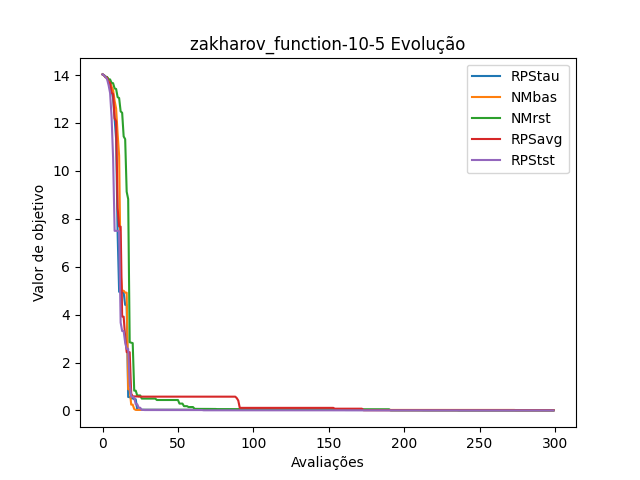 zakharov_function-10-5 Evolução
RPStau
NMbas
NMrst
RPSavg
RPStst
Valor de objetivo
14
12
10
8
6
4
2
0
0 50 100 150 200 250 300
Avaliações